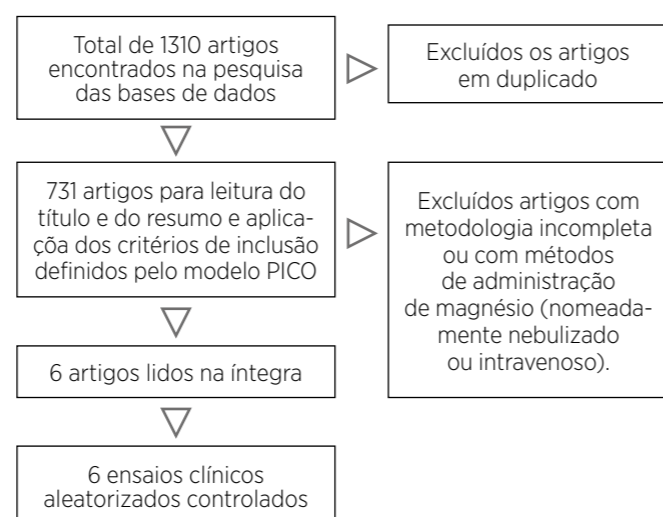 Total de 1310 artigos
encontrados na pesquisa
das bases de dados
Excluídos os artigos
em duplicado
731 artigos para leitura do
título e do resumo e aplica-
çõa dos critérios de inclusão
definidos pelo modelo PICO
Excluídos artigos com
metodologia incompleta
ou com métodos
de administração
de magnésio (nomeada-
mente nebulizado
ou intravenoso).
6 artigos lidos na íntegra
6 ensaios clínicos
aleatorizados controlados